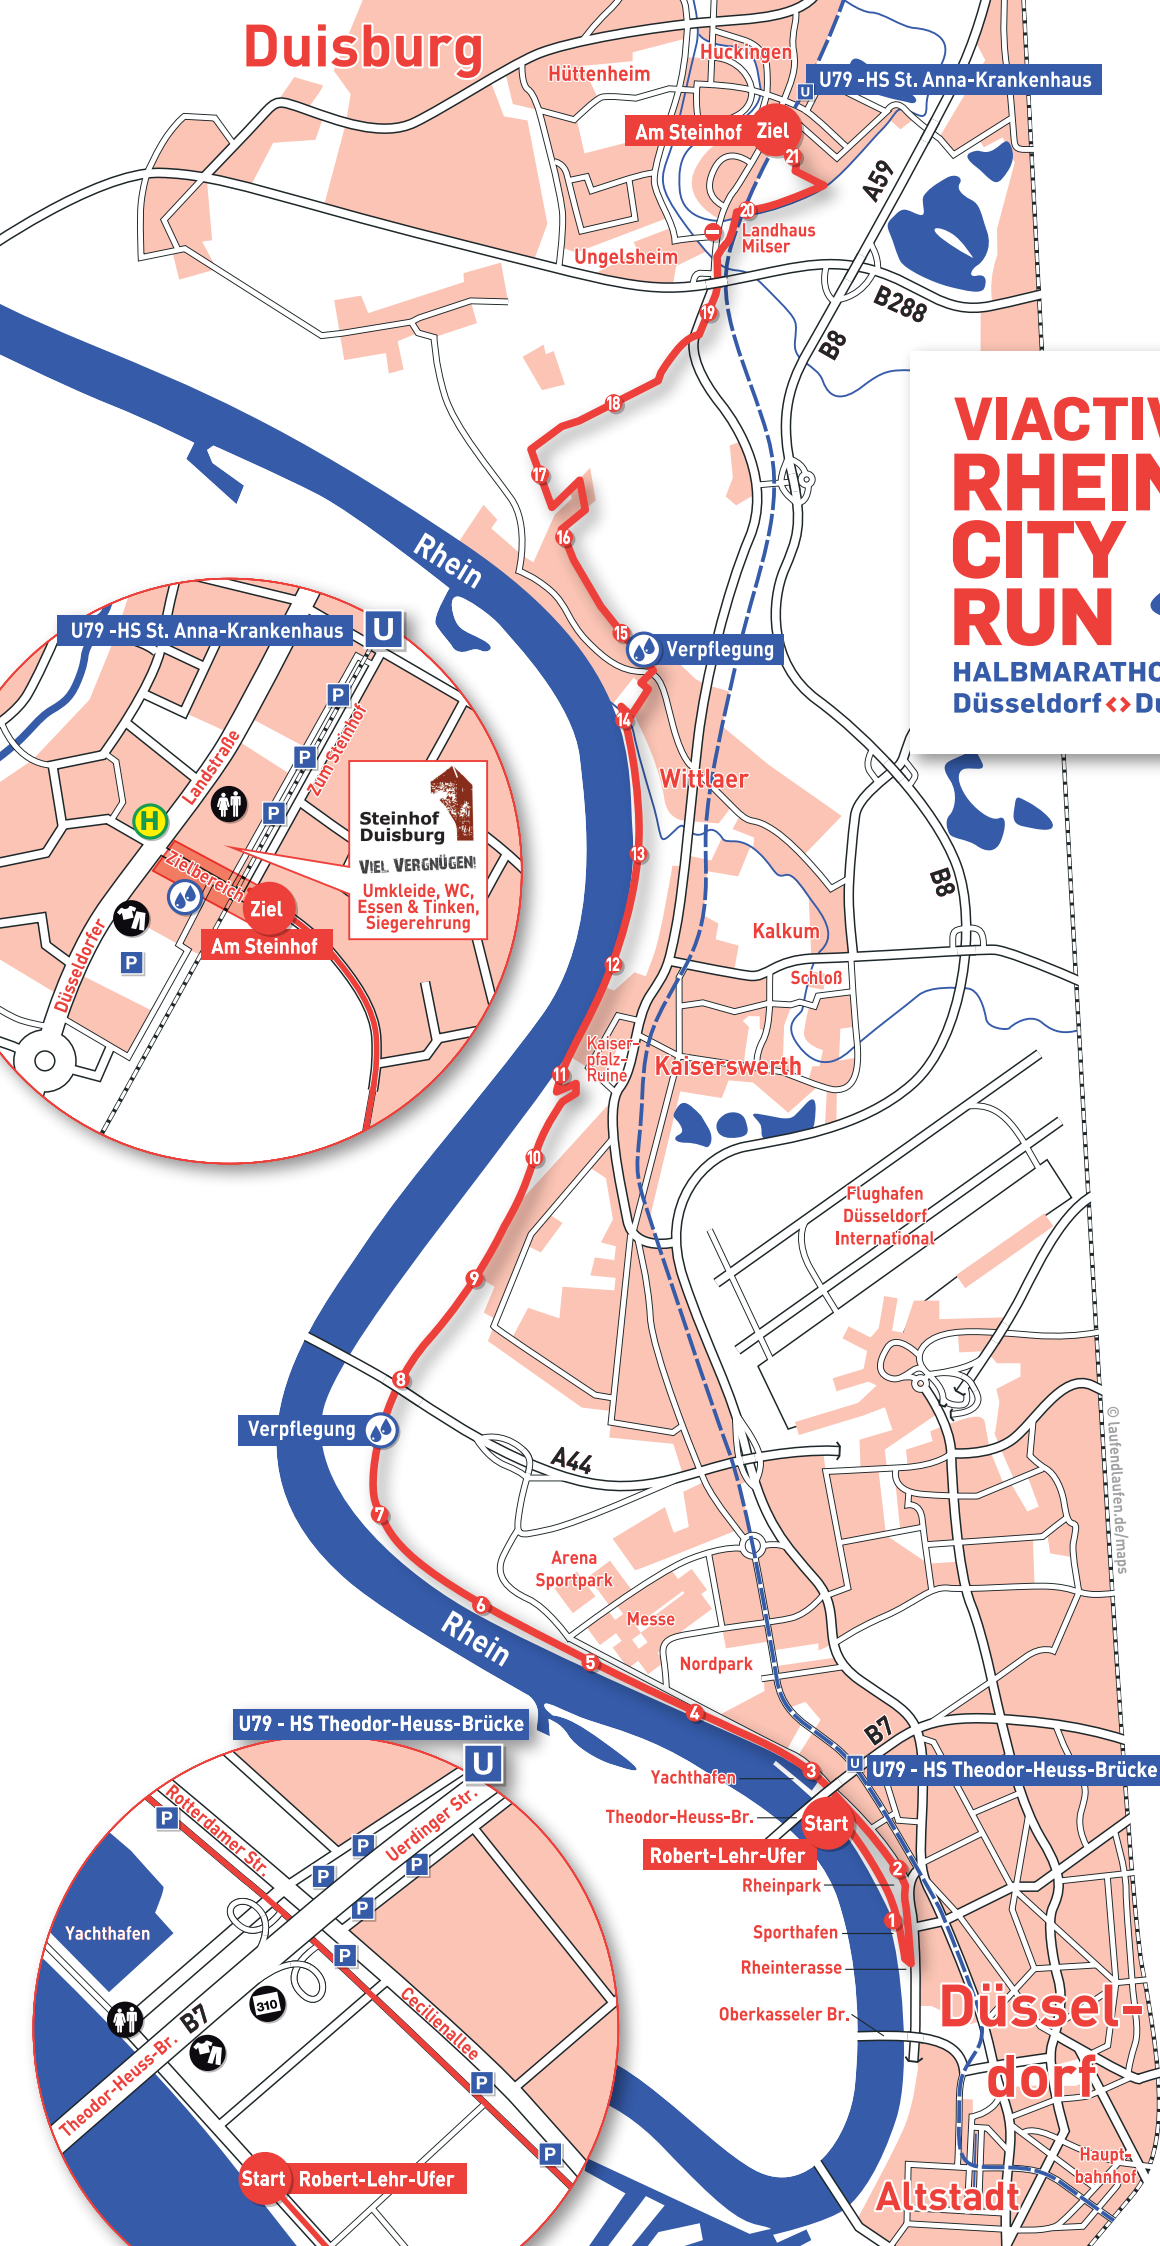 Duisburg
Huckingen
Hüttenheim
U79 -HS St. Anna-Krankenhaus
U
Am Steinhof
Ziel
21
A59
20
Landhaus
Milser
Ungelsheim
B288
19
B8
18
17
16
15
Verpflegung
14
VIACTIV
RHEIN
CITY
RUN
HALBMARATHO
Düsseldorf <> Du
Rhein
U79 -HS St. Anna-Krankenhaus
U
P
P
P
Zum Steinhof
Landstraße
H
Zielbereich
Steinhof
Duisburg
VIEL VERGNÜGEN!
Umkleide, WC,
Essen & Tinken,
Siegerehrung
Ziel
Am Steinhof
P
Düsseldorfer
Wittlaer
13
B8
Kalkum
12
Schloß
Kaiser-
pfalz-
Ruine
11
Kaiserswerth
10
Flughafen
Düsseldorf
International
9
8
Verpflegung
A44
7
© laufendlaufen.de/maps
Arena
Sportpark
6
Messe
Rhein
5
Nordpark
4
B7
3
U
U79 - HS Theodor-Heuss-Brücke
Yachthafen
Theodor-Heuss-Br.
Start
Robert-Lehr-Ufer
2
Rheinpark
1
Sporthafen
Rheinterasse
Oberkasseler Br.
Düssel-
dorf
Haupt-
bahnhof
Altstadt
U79 - HS Theodor-Heuss-Brücke
U
Rotterdamer Str.
P
Uerdinger Str.
P
P
P
P
P
Yachthafen
310
B7
Cecilienallee
Theodor-Heuss-Br.
P
P
Start
Robert-Lehr-Ufer